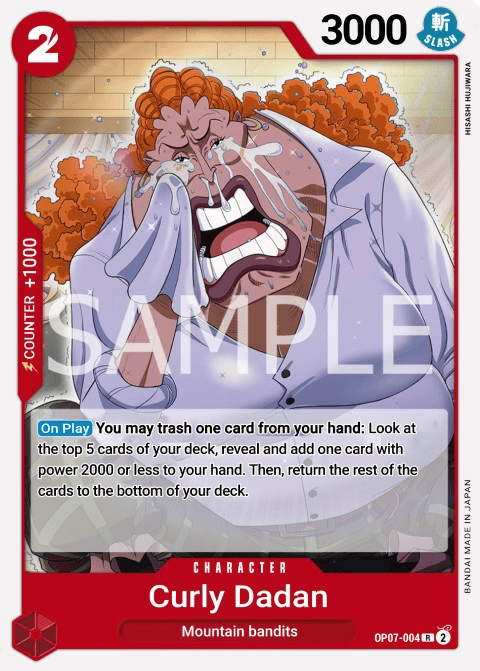 2
3000
斬
SLASH
HISASHI HUJIWARA
COUNTER +1000
SAMPLE
On Play You may trash one card from your hand: Look at
the top 5 cards of your deck, reveal and add one card with
power 2000 or less to your hand. Then, return the rest of the
cards to the bottom of your deck.
BANDAI MADE IN JAPAN
CHARACTER
Curly Dadan
Mountain bandits
OP07-004 R 2